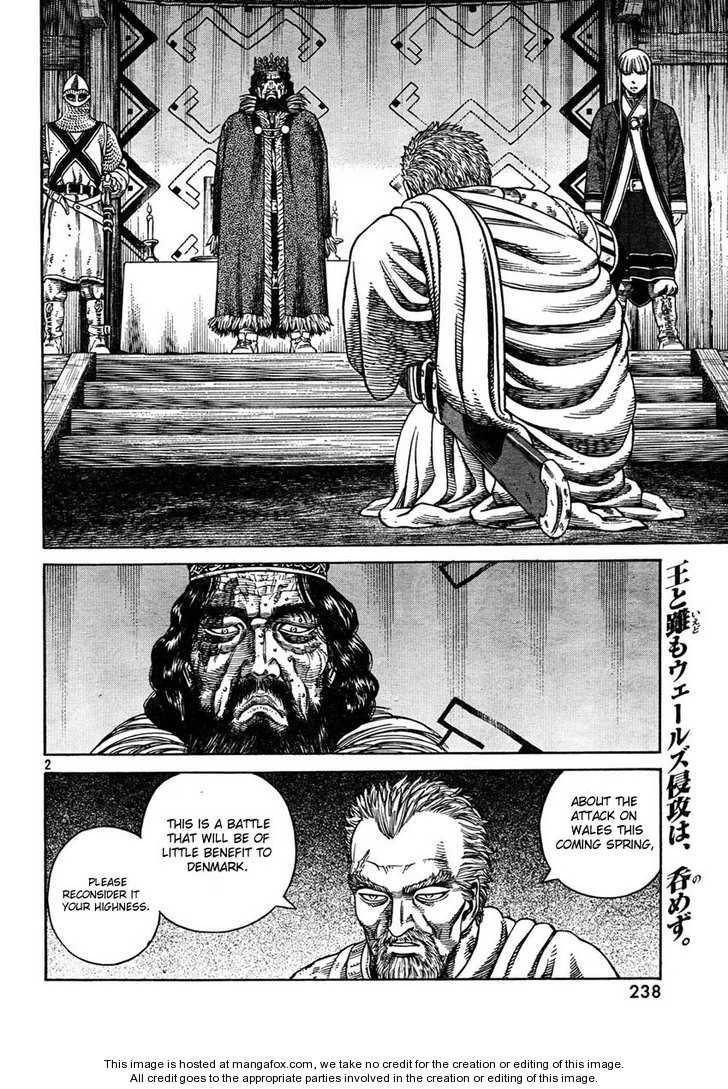 ABOUT THE
ATTACK ON
WALES THIS
COMING SPRING,
THIS IS A BATTLE
THAT WILL BE OF
LITTLE BENEFIT TO
DENMARK.
PLEASE
RECONSIDER IT
YOUR HIGHNESS.
王と雖もウェールズ侵攻は、呑めず。
いえど
の
2
238
This image is hosted at mangafox.com, we take no credit for the creation or editing of this image.
All credit goes to the appropriate parties involved in the creation or editing of this image.